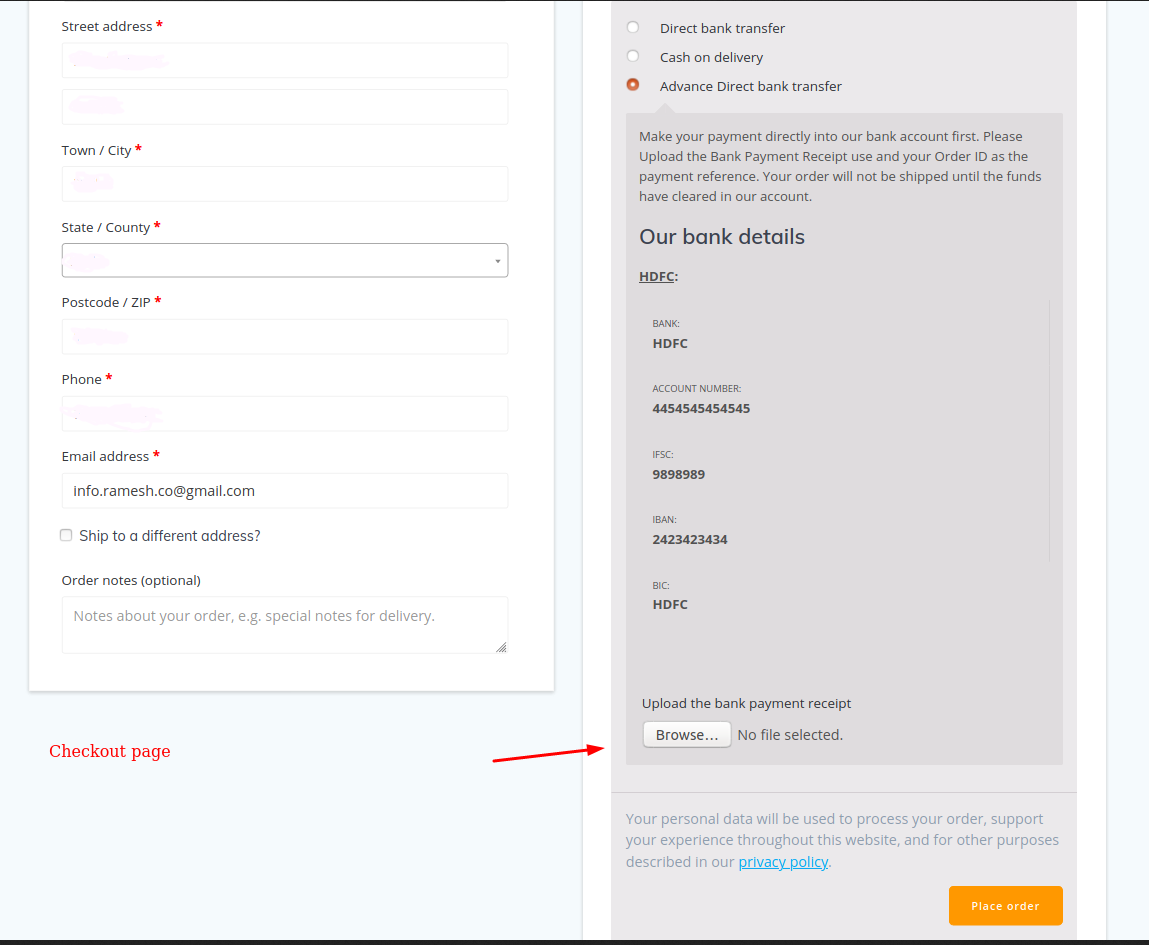 Street address *
Town / City *
State / County *
Postcode / ZIP *
Phone *
Email address *
info.ramesh.co@gmail.com
Ship to a different address?
Order notes (optional)
Notes about your order, e.g. special notes for delivery.
Checkout page
Direct bank transfer
Cash on delivery
Advance Direct bank transfer
Make your payment directly into our bank account first. Please
Upload the Bank Payment Receipt use and your Order ID as the
payment reference. Your order will not be shipped until the funds
have cleared in our account.
Our bank details
HDFC:
BANK:
HDFC
ACCOUNT NUMBER:
4454545454545
IFSC:
9898989
IBAN:
2423423434
BIC:
HDFC
Upload the bank payment receipt
Browse... No file selected.
Your personal data will be used to process your order, support
your experience throughout this website, and for other purposes
described in our privacy policy.
Place order